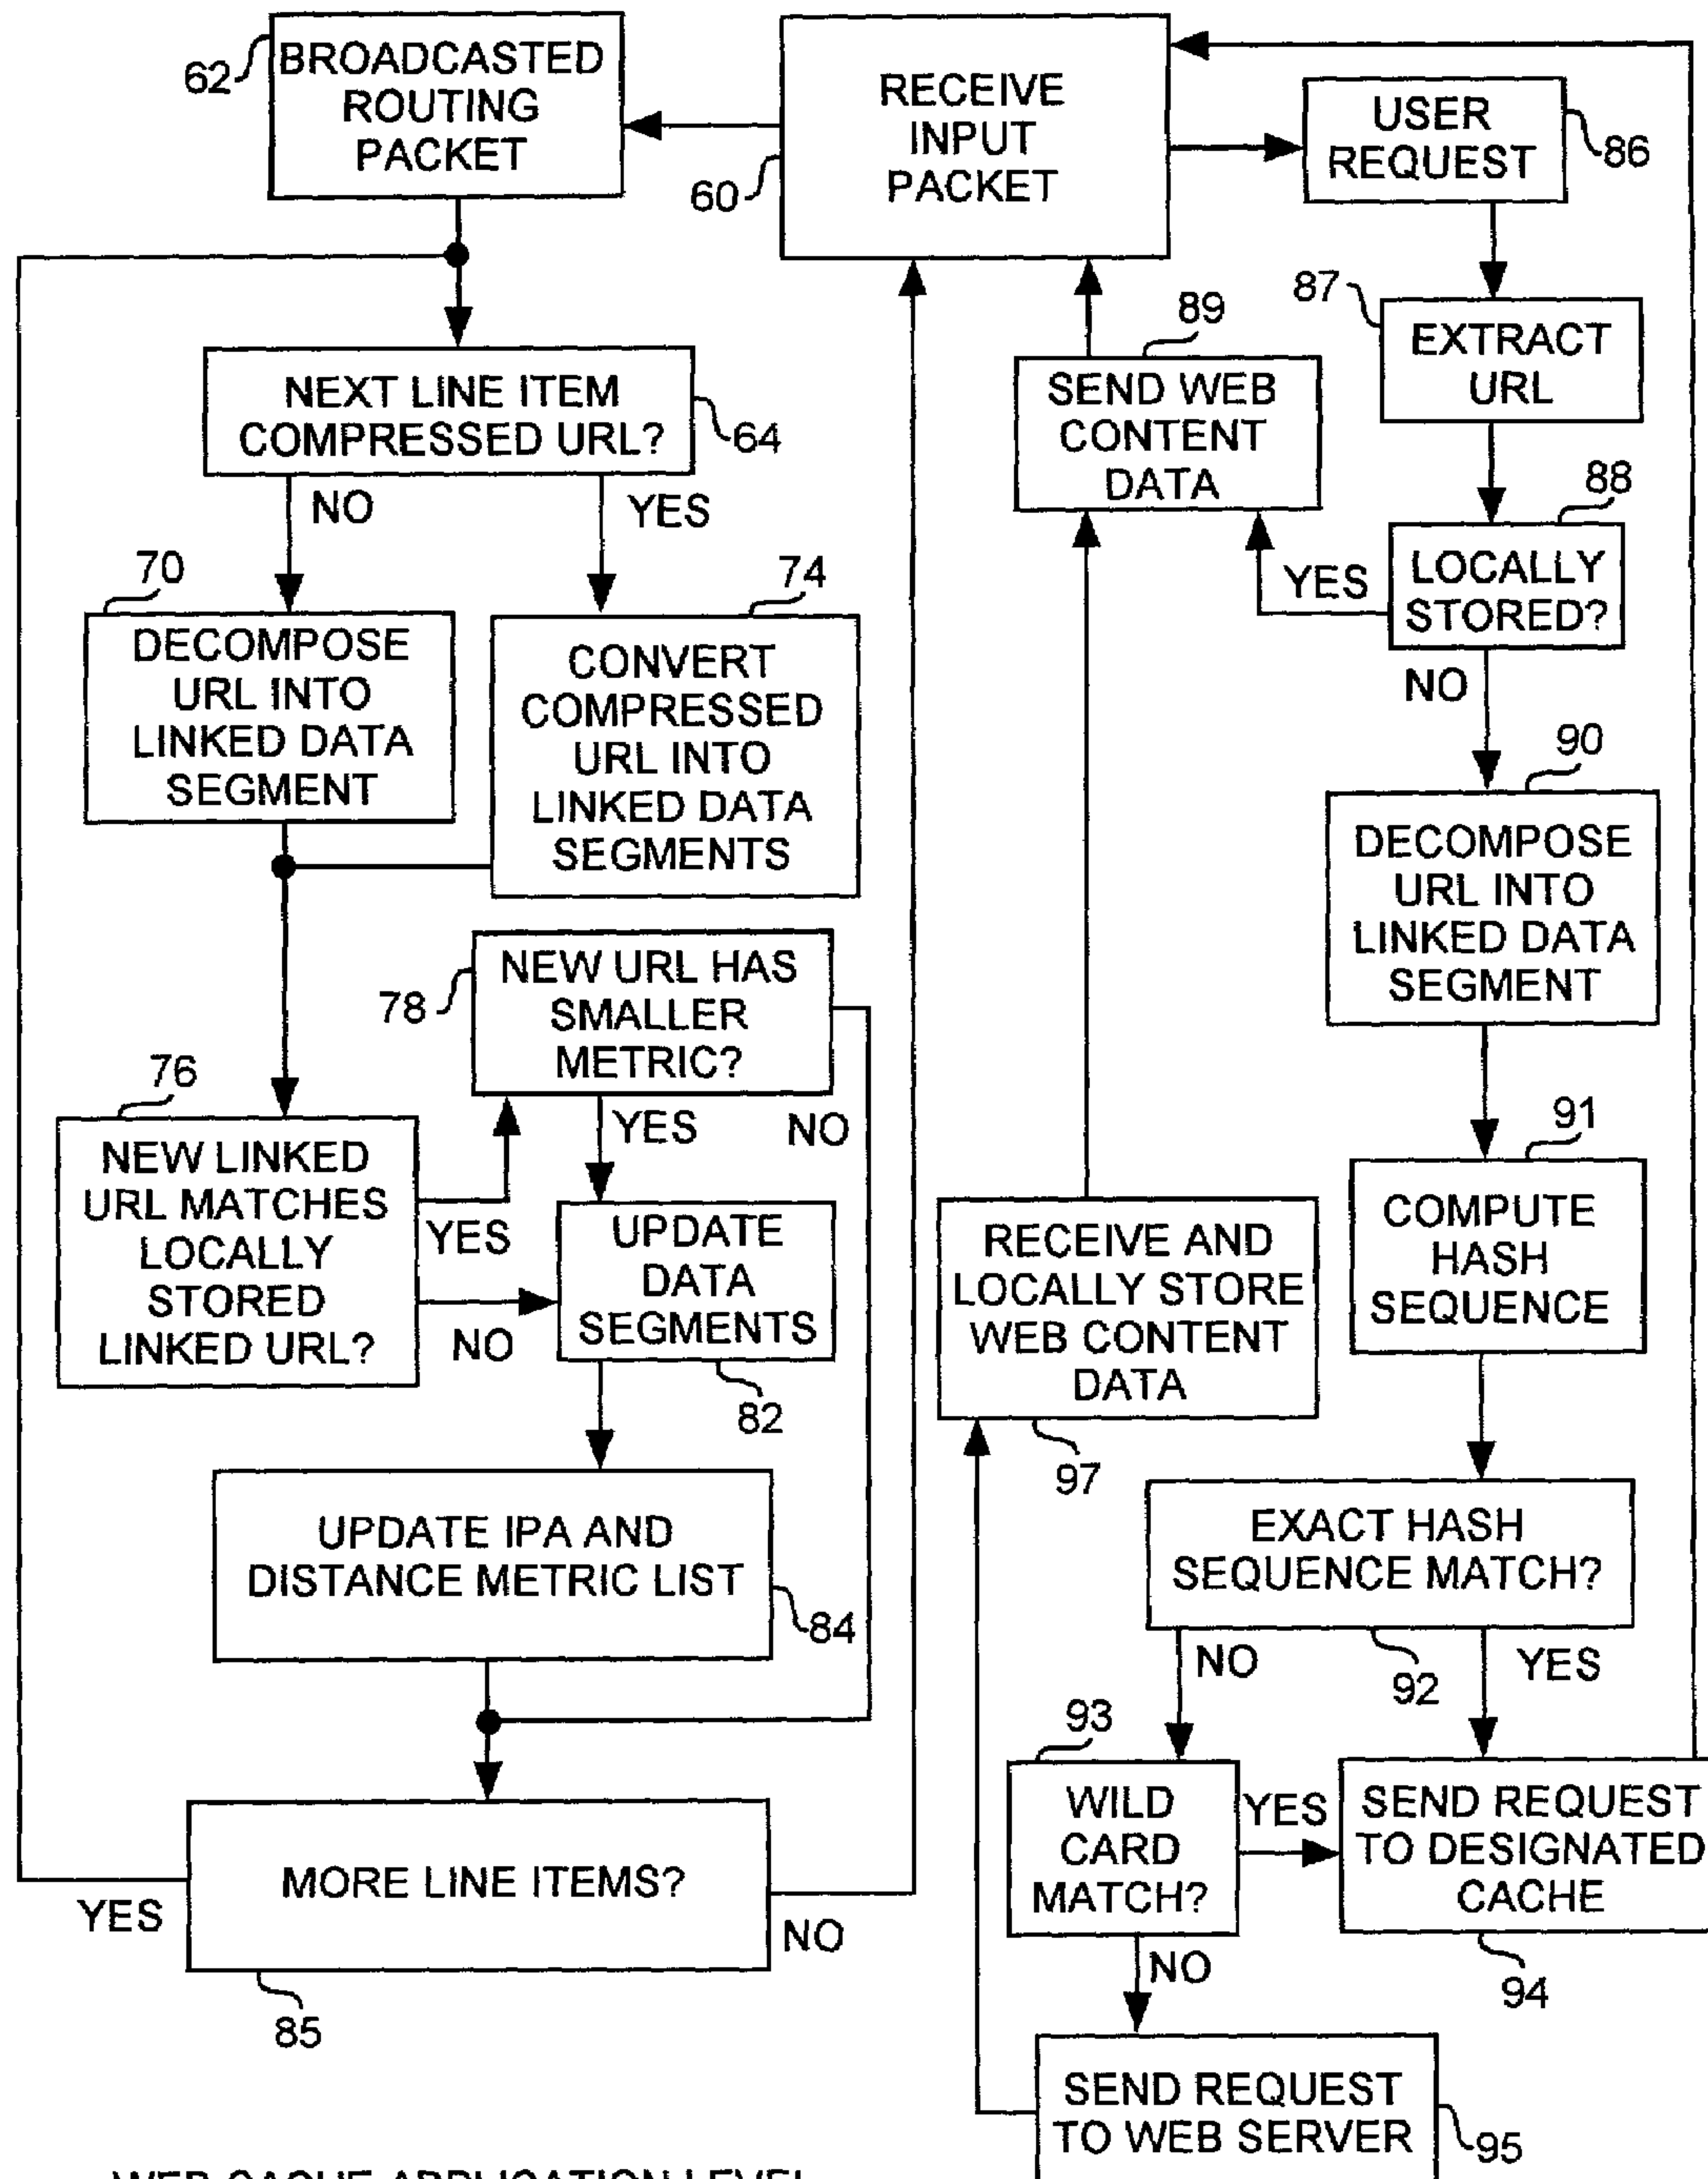 62
BROADCASTED
ROUTING
PACKET
60
RECEIVE
INPUT
PACKET
USER
REQUEST
86
87
EXTRACT
URL
NEXT LINE ITEM
COMPRESSED URL?
64
NO
YES
89
SEND WEB
CONTENT
DATA
88
LOCALLY
STORED?
YES
NO
70
DECOMPOSE
URL INTO
LINKED DATA
SEGMENT
74
CONVERT
COMPRESSED
URL INTO
LINKED DATA
SEGMENTS
90
DECOMPOSE
URL INTO
LINKED DATA
SEGMENT
78
NEW URL HAS
SMALLER
METRIC?
YES
NO
76
NEW LINKED
URL MATCHES
LOCALLY
STORED
LINKED URL?
YES
NO
UPDATE
DATA
SEGMENTS
82
91
COMPUTE
HASH
SEQUENCE
RECEIVE AND
LOCALLY STORE
WEB CONTENT
DATA
97
UPDATE IPA AND
DISTANCE METRIC LIST
84
EXACT HASH
SEQUENCE MATCH?
NO
92
YES
93
WILD
CARD
MATCH?
YES
NO
SEND REQUEST
TO DESIGNATED
CACHE
94
MORE LINE ITEMS?
YES
NO
85
SEND REQUEST
TO WEB SERVER
95
WEB CACHE APPLICATION LEVEL